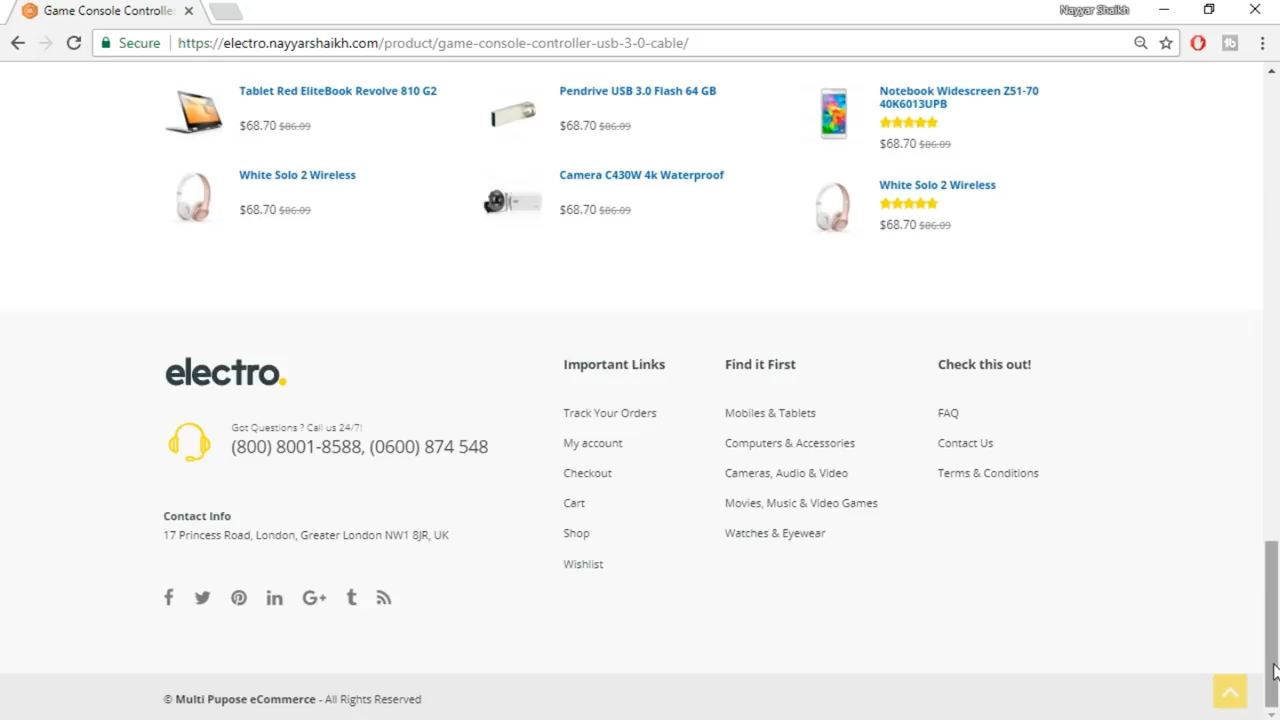 Game Console Controlle
Nayyar Shaikh
Secure
https://electro.nayyarshaikh.com/product/game-console-controller-usb-3-0-cable/
Tablet Red EliteBook Revolve 810 G2
$68.70 $86.09
Pendrive USB 3.0 Flash 64 GB
$68.70 $86.09
Notebook Widescreen Z51-70
40K6013UPB
$68.70 $86.09
White Solo 2 Wireless
$68.70 $86.09
Camera C430W 4k Waterproof
$68.70 $86.09
White Solo 2 Wireless
$68.70 $86.09
electro.
Got Questions ? Call us 24/7!
(800) 8001-8588, (0600) 874 548
Contact Info
17 Princess Road, London, Greater London NW1 8JR, UK
Important Links
Track Your Orders
My account
Checkout
Cart
Shop
Wishlist
Find it First
Mobiles & Tablets
Computers & Accessories
Cameras, Audio & Video
Movies, Music & Video Games
Watches & Eyewear
Check this out!
FAQ
Contact Us
Terms & Conditions
© Multi Pupose eCommerce - All Rights Reserved